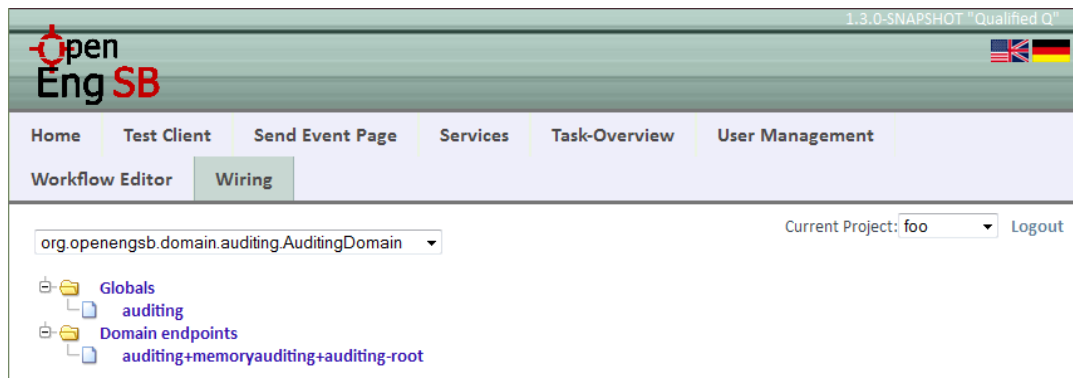 1.3.0-SNAPSHOT "Qualified Q"
Open
Eng SB
Home Test Client Send Event Page Services Task-Overview User Management
Workflow Editor Wiring
Current Project: foo Logout
org.openengsb.domain.auditing.AuditingDomain
Globals
auditing
Domain endpoints
auditing+memoryauditing+auditing-root